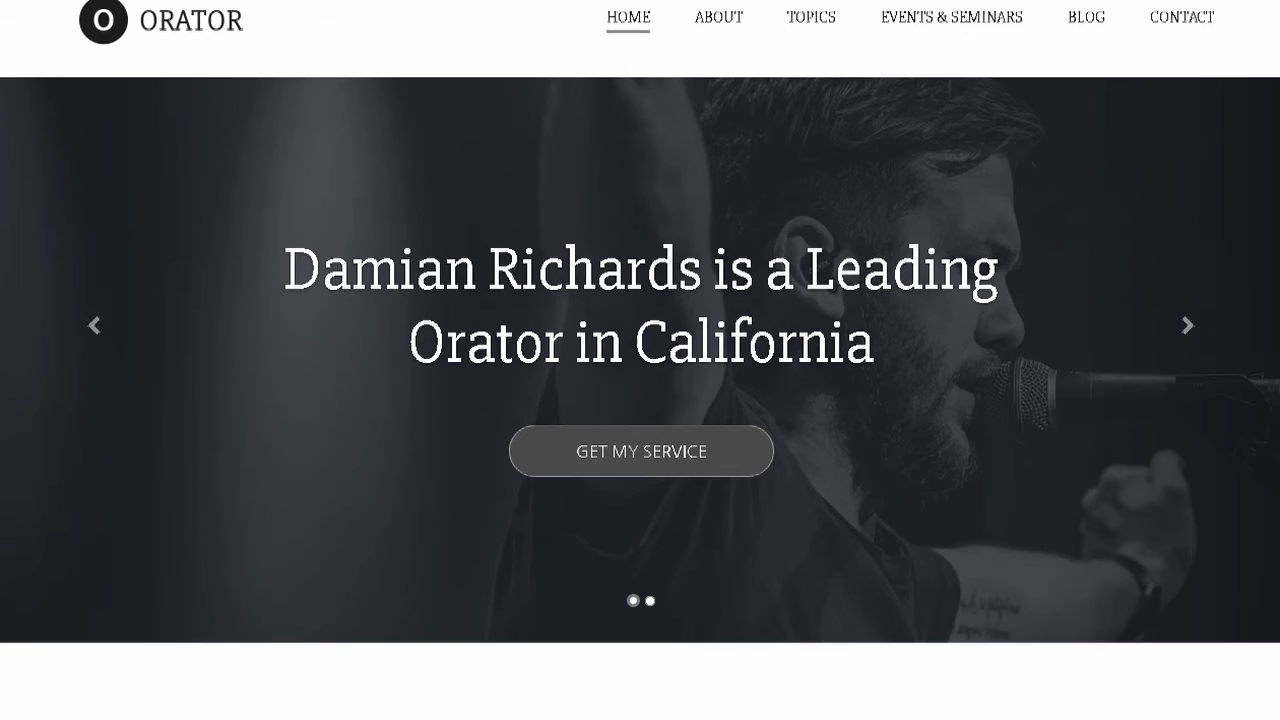 O ORATOR
HOME ABOUT TOPICS EVENTS & SEMINARS BLOG CONTACT
Damian Richards is a Leading
Orator in California
GET MY SERVICE